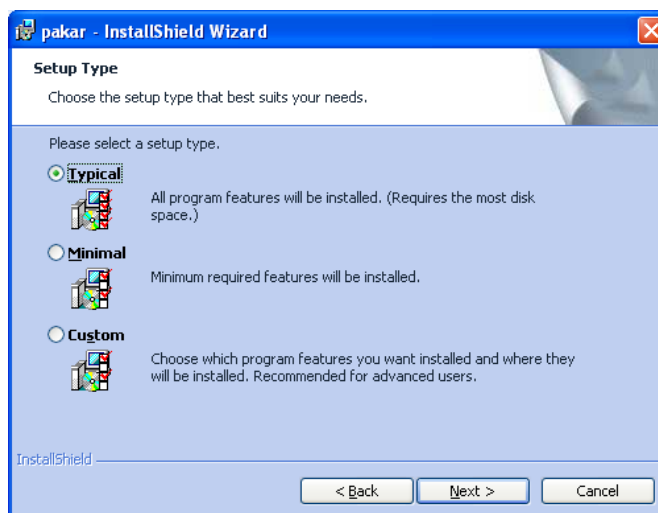 pakar - InstallShield Wizard
Setup Type
Choose the setup type that best suits your needs.
Please select a setup type.
Typical
All program features will be installed. (Requires the most disk
space.)
Minimal
Minimum required features will be installed.
Custom
Choose which program features you want installed and where they
will be installed. Recommended for advanced users.
InstallShield
< Back
Next >
Cancel